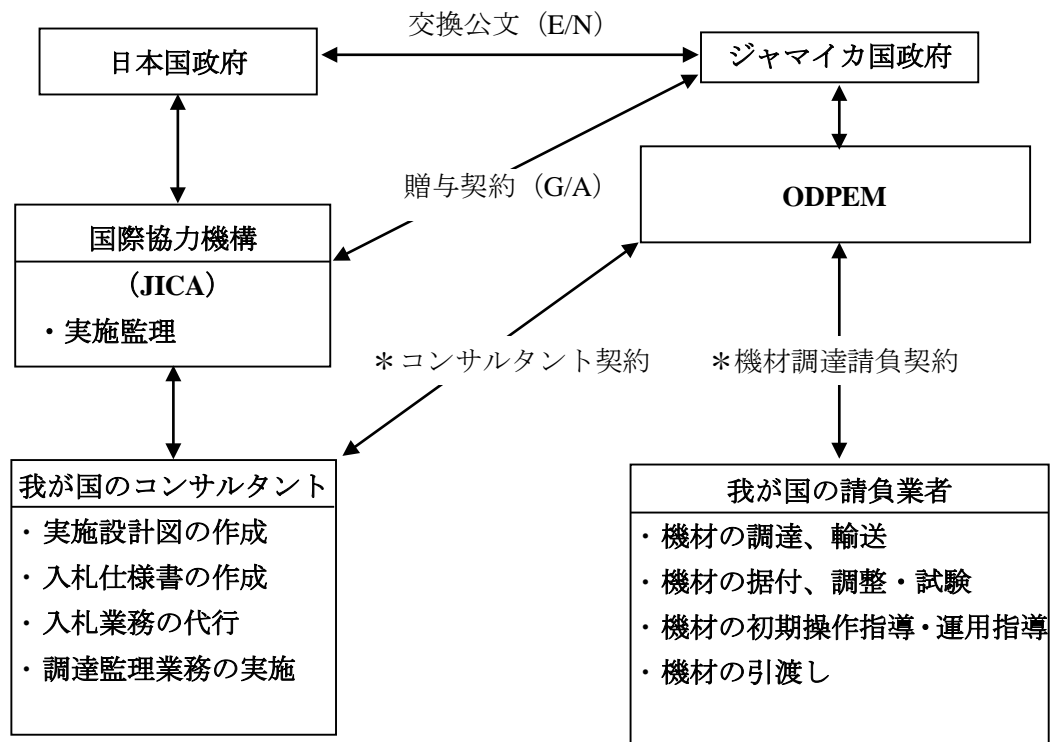 交換公文（E/N）
日本国政府
ジャマイカ国政府
贈与契約（G/A）
ODPEM
国際協力機構
（JICA）
・実施監理
＊コンサルタント契約
＊機材調達請負契約
我が国のコンサルタント
・実施設計図の作成
・入札仕様書の作成
・入札業務の代行
・調達監理業務の実施
我が国の請負業者
・機材の調達、輸送
・機材の据付、調整・試験
・機材の初期操作指導・運用指導
・機材の引渡し